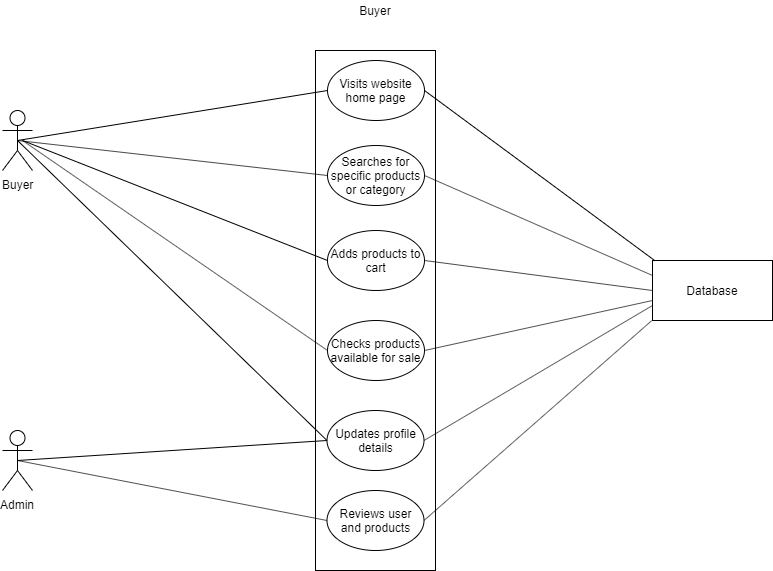 Buyer
Visits website
home page
Searches for
specific products
or category
Buyer
Adds products to
cart
Database
Checks products
available for sale
Updates profile
details
Admin
Reviews user
and products